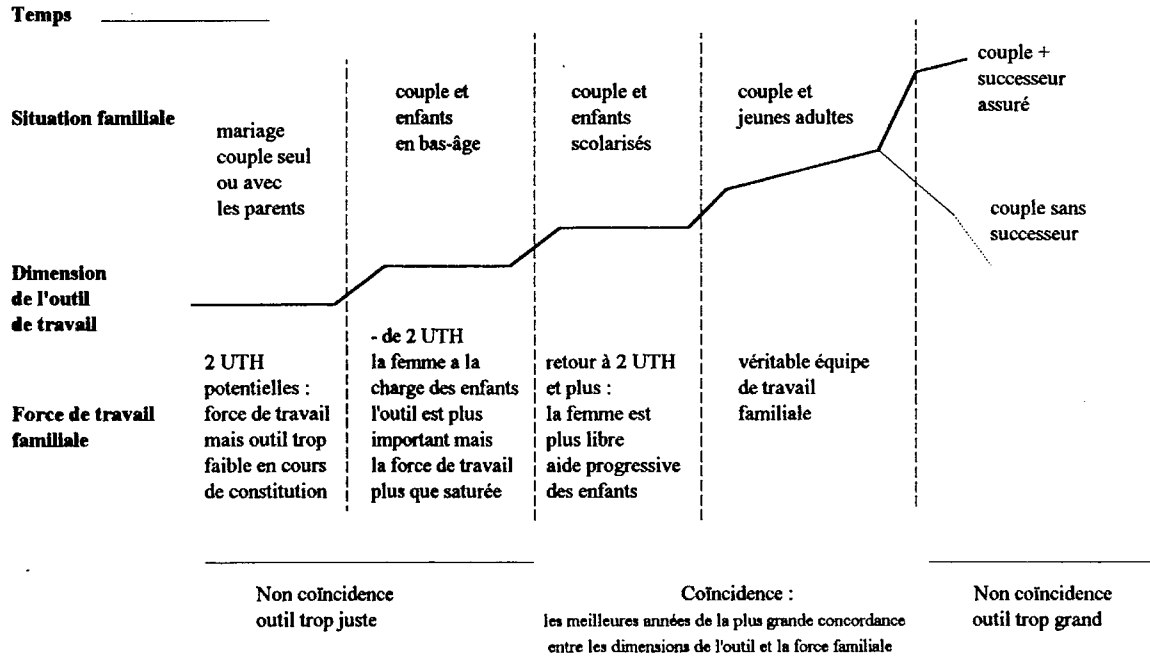 Temps
Situation familiale
mariage
couple seul
ou avec
les parents
couple et
enfants
en bas-âge
couple et
enfants
scolarisés
couple et
jeunes adultes
couple +
successeur
assuré
couple sans
successeur
Dimension
de l'outil
de travail
Force de travail
familiale
2 UTH
potentielles :
force de travail
mais outil trop
faible en cours
de constitution
- de 2 UTH
la femme a la
charge des enfants
l'outil est plus
important mais
la force de travail
plus que saturée
retour à 2 UTH
et plus :
la femme est
plus libre
aide progressive
des enfants
véritable équipe
de travail
familiale
Non coïncidence
outil trop juste
Coïncidence :
les meilleures années de la plus grande concordance
entre les dimensions de l'outil et la force familiale
Non coïncidence
outil trop grand